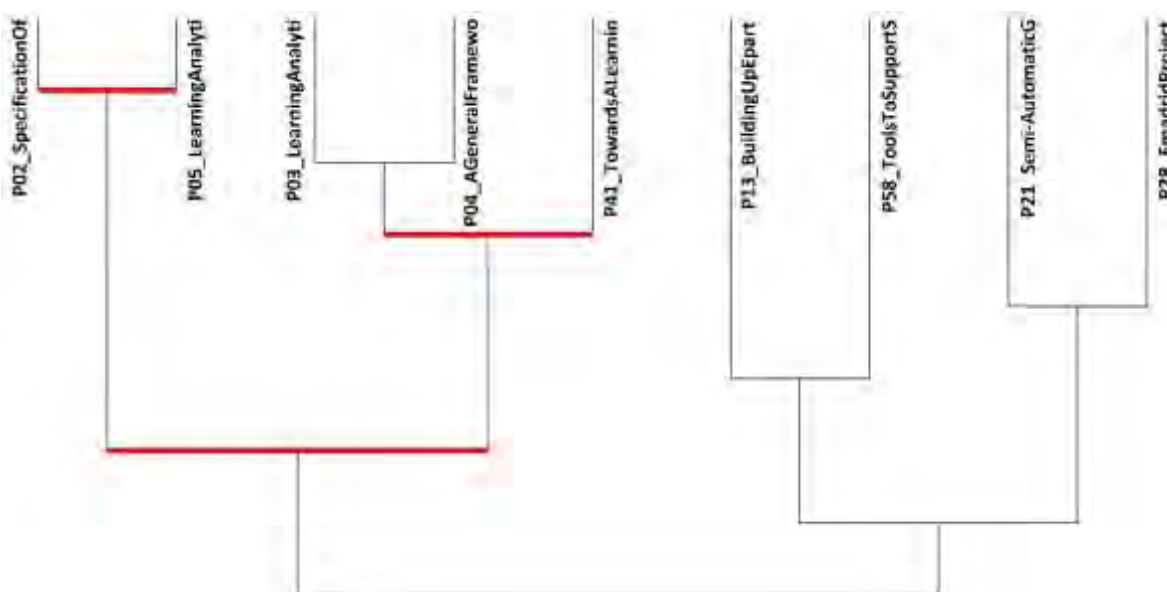 P02_SpecificationOf
P05_LearningAnalyti
P03_LearningAnalyti
P04_AGeneralFramewo
P41_TowardsALearnin
P13_BuildingUpEpart
P58_ToolsToSupportS
P21_Semi-AutomaticG